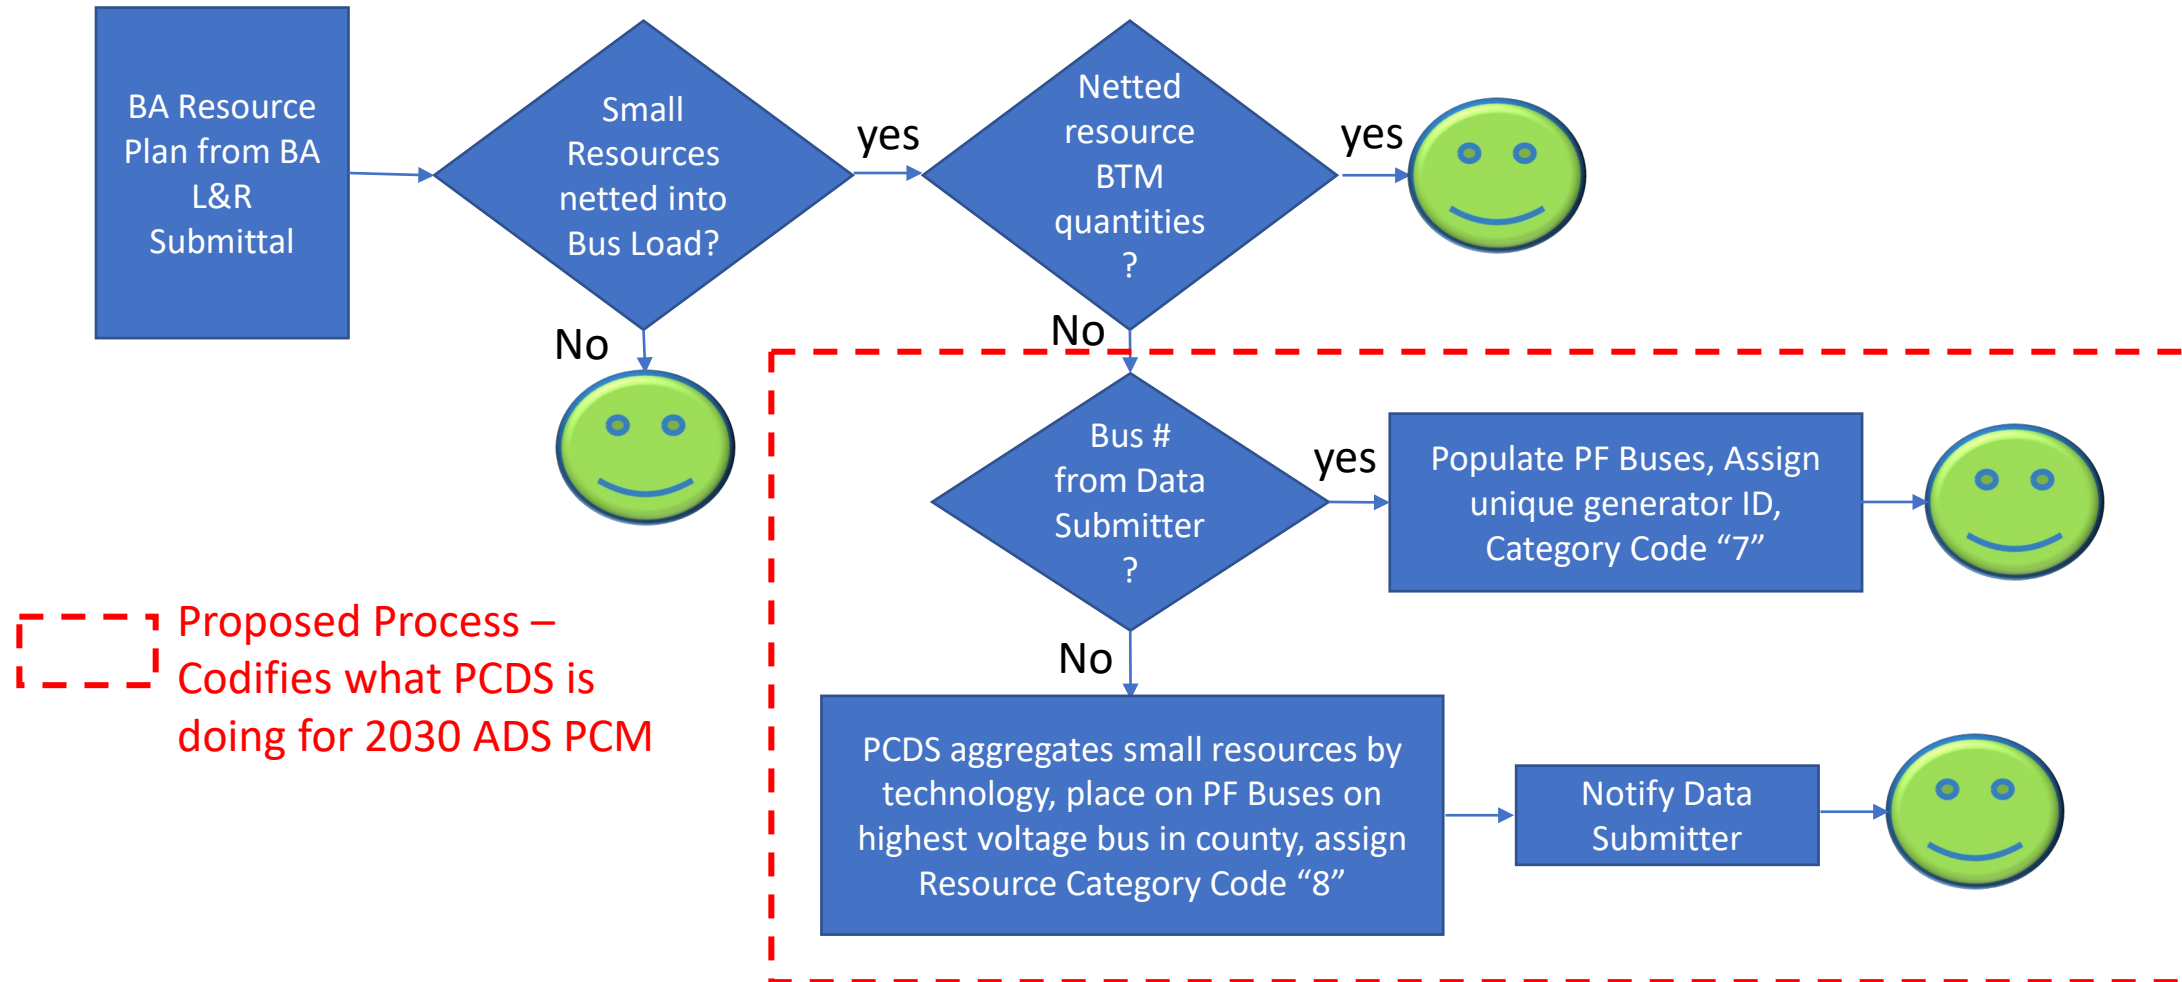 BA Resource
Plan from BA
L&R
Submittal
Small
Resources
netted into
Bus Load?
yes
Netted
resource
BTM
quantities
?
yes
No
No
Bus #
from Data
Submitter
?
yes
Populate PF Buses, Assign
unique generator ID,
Category Code “7”
No
PCDS aggregates small resources by
technology, place on PF Buses on
highest voltage bus in county, assign
Resource Category Code “8”
Notify Data
Submitter
Proposed Process –
Codifies what PCDS is
doing for 2030 ADS PCM